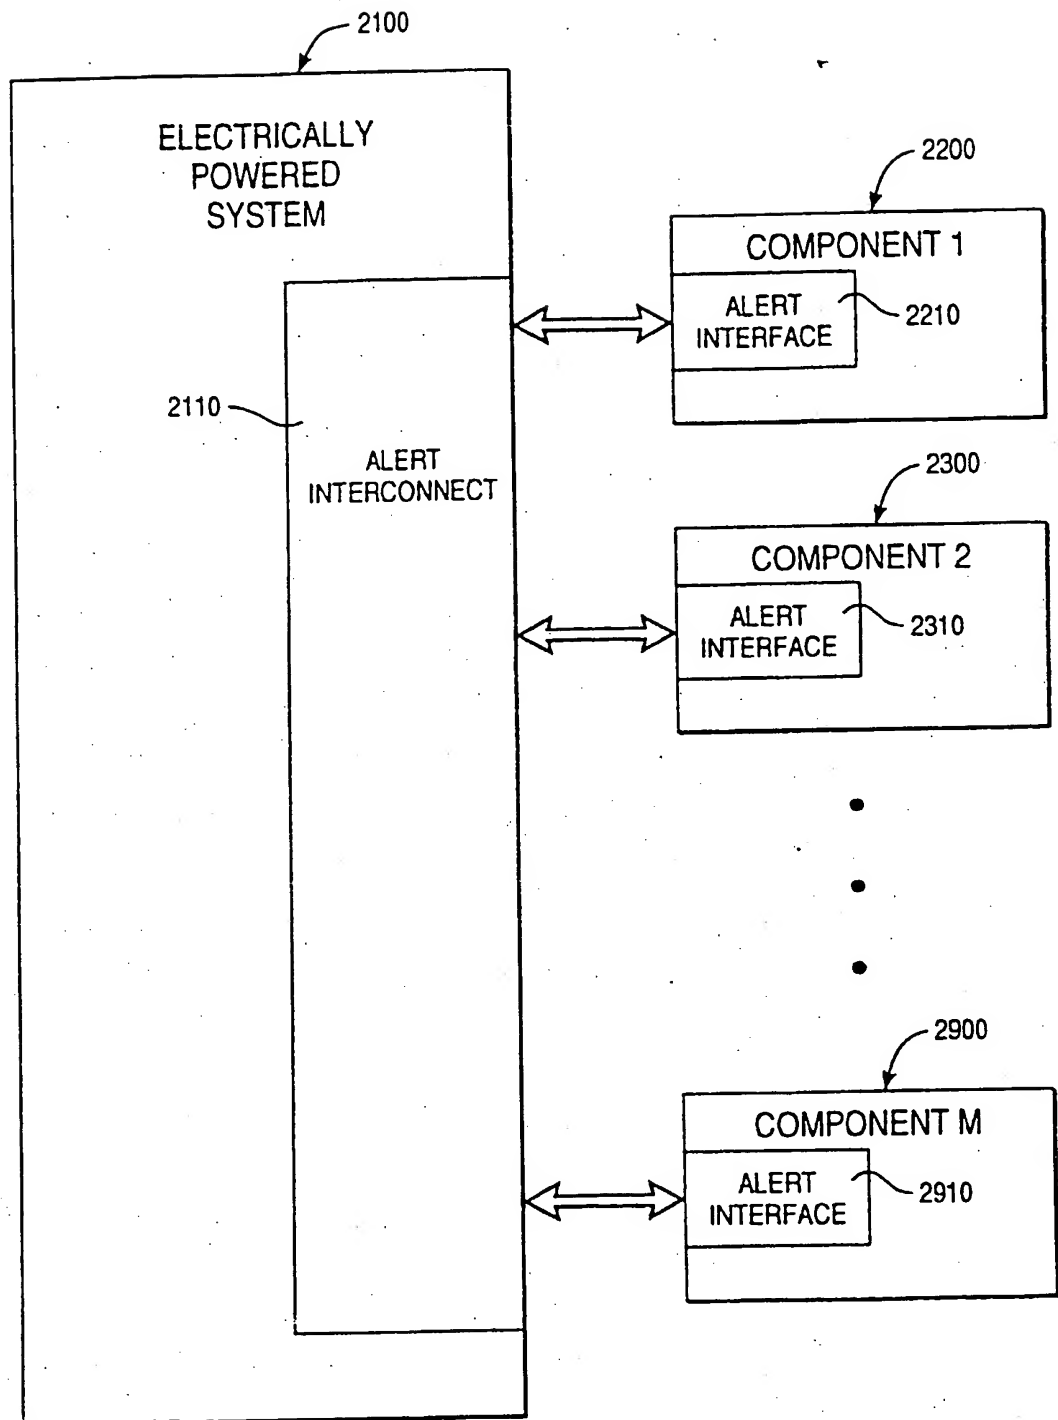 2100
ELECTRICALLY
POWERED
SYSTEM
2200
COMPONENT 1
ALERT
INTERFACE
2210
2110
ALERT
INTERCONNECT
2300
COMPONENT 2
ALERT
INTERFACE
2310
2900
COMPONENT M
ALERT
INTERFACE
2910